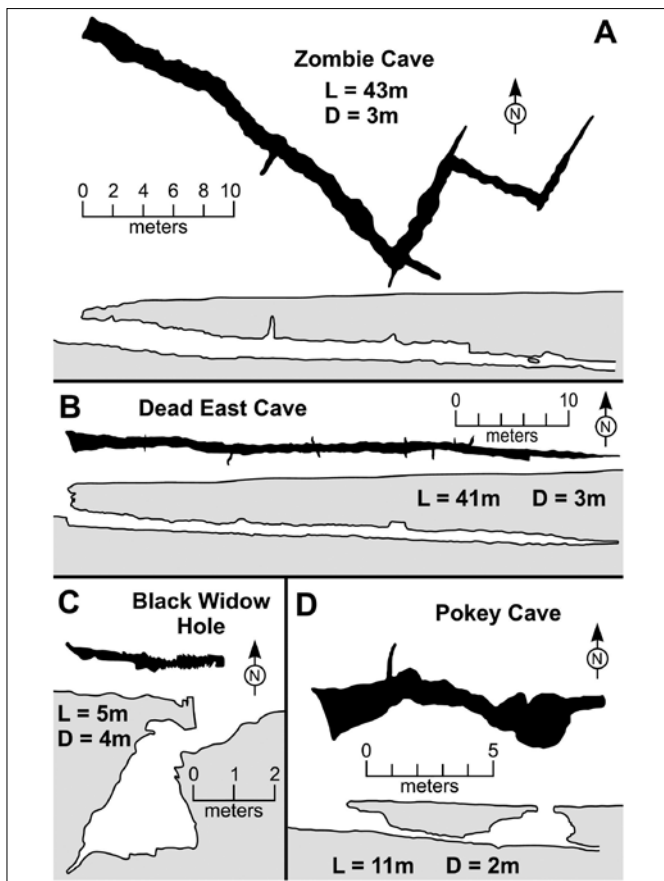 A
Zombie Cave
L = 43m
D = 3m
N
0 2 4 6 8 10
meters
B
Dead East Cave
0 10
meters
N
L = 41m D = 3m
C
Black Widow
Hole
N
L = 5m
D = 4m
0 1 2
meters
D
Pokey Cave
N
0 5
meters
L = 11m D = 2m